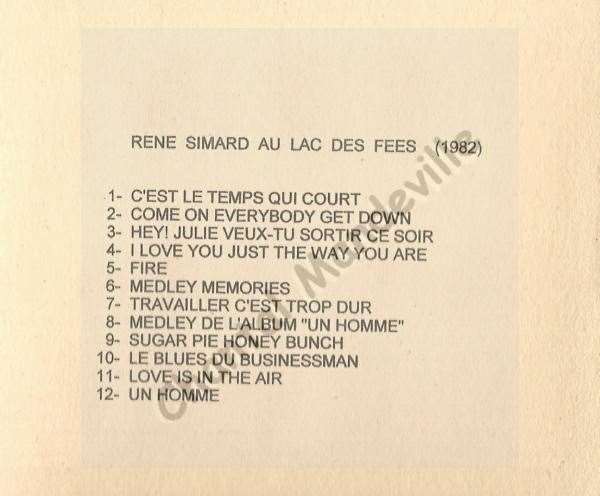 RENE SIMARD AU LAC DES FEES (1982)
1- C'EST LE TEMPS QUI COURT
2- COME ON EVERYBODY GET DOWN
3- HEY! JULIE VEUX-TU SORTIR CE SOIR
4- I LOVE YOU JUST THE WAY YOU ARE
5- FIRE
6- MEDLEY MEMORIES
7- TRAVAILLER C'EST TROP DUR
8- MEDLEY DE L'ALBUM "UN HOMME"
9- SUGAR PIE HONEY BUNCH
10- LE BLUES DU BUSINESSMAN
11- LOVE IS IN THE AIR
12- UN HOMME
Mandeville